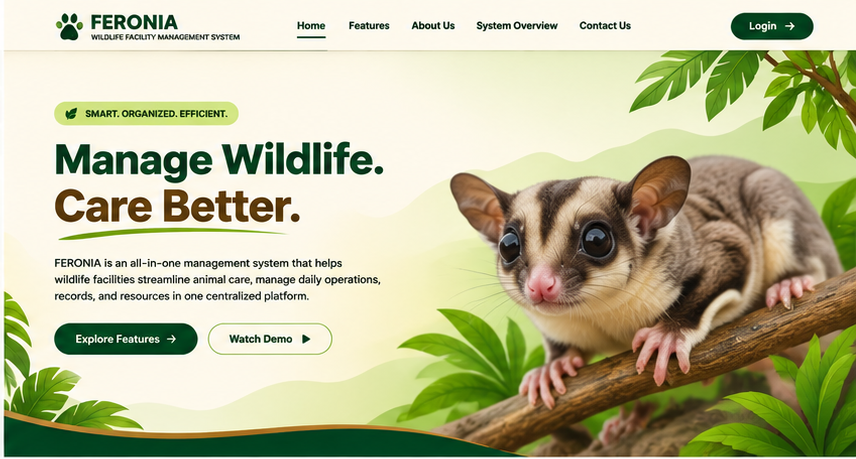 FERONIA
WILDLIFE FACILITY MANAGEMENT SYSTEM
Home
Features
About Us
System Overview
Contact Us
Login
SMART. ORGANIZED. EFFICIENT.
Manage Wildlife.
Care Better.
FERONIA is an all-in-one management system that helps
wildlife facilities streamline animal care, manage daily operations,
records, and resources in one centralized platform.
Explore Features
Watch Demo